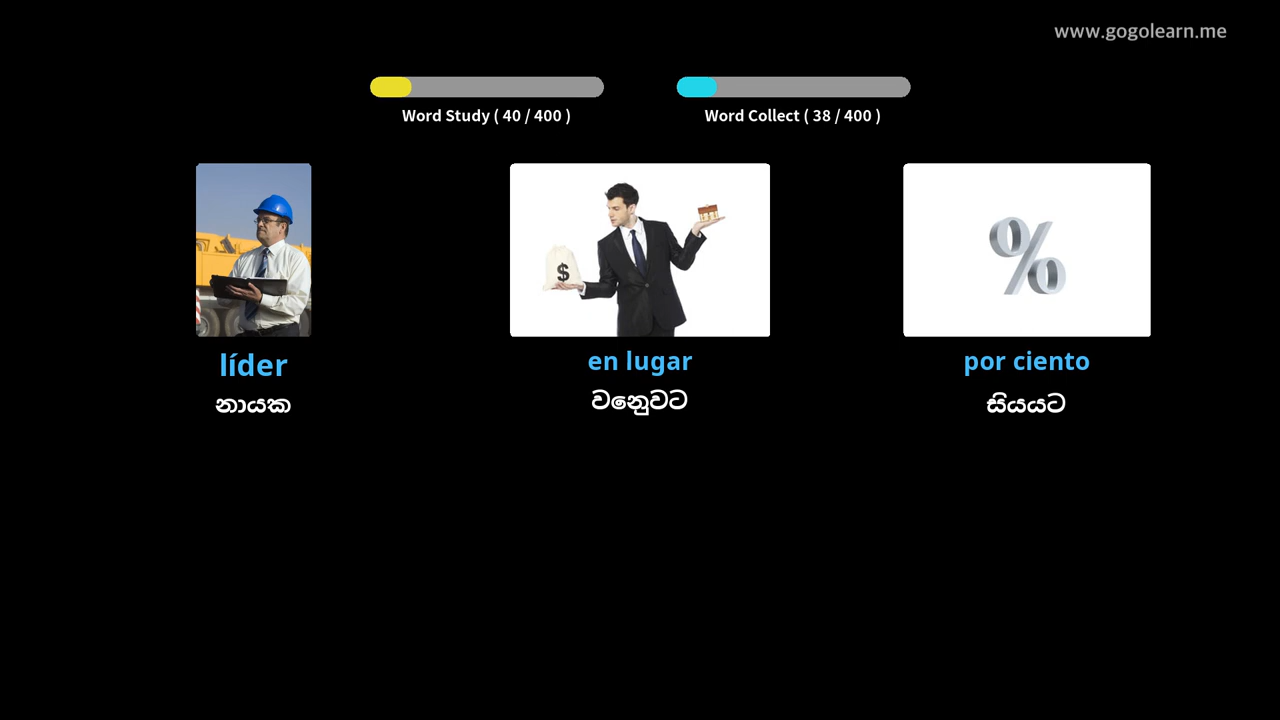 www.gogolearn.me
Word Study ( 40 / 400 )
Word Collect ( 38 / 400 )
$
%
líder
නායක
en lugar
වනුෙවට
por ciento
සියයට